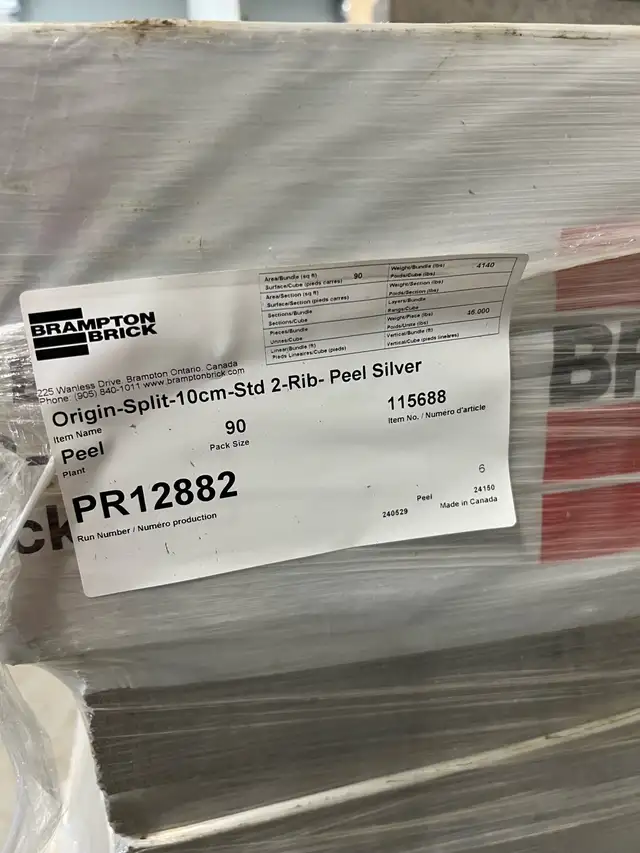 BRAMPTON
BRICK
225 Wanless Drive, Brampton Ontario, Canada
Phone: (905) 840-1011 www.bramptonbrick.com
Area/Bundle (sq ft) 90
Surface/Cube (pieds carres)
Area/Section (sq ft)
Surface/Section (pieds carres)
Sections/Bundle
Sections/Cube
Pieces/Bundle
Unites/Cube
Linear/Bundle (ft)
Pieds Lineaires/Cube (pieds)
Weight/Bundle (lbs) 4140
Poids/Cube (lbs)
Weight/Section (lbs)
Poids/Section (lbs)
Layers/Bundle
Range/Cube
Weight/Piece (lbs) 46.000
Poids/Unite (lbs)
Vertical/Bundle (ft)
Vertical/Cube (pieds lineaires)
Origin-Split-10cm-Std 2-Rib- Peel Silver
Item Name
Peel
Plant
90
Pack Size
115688
Item No. / Numéro d'article
PR12882
Run Number / Numéro production
6
240529 Peel 24150
Made in Canada
BR
ck